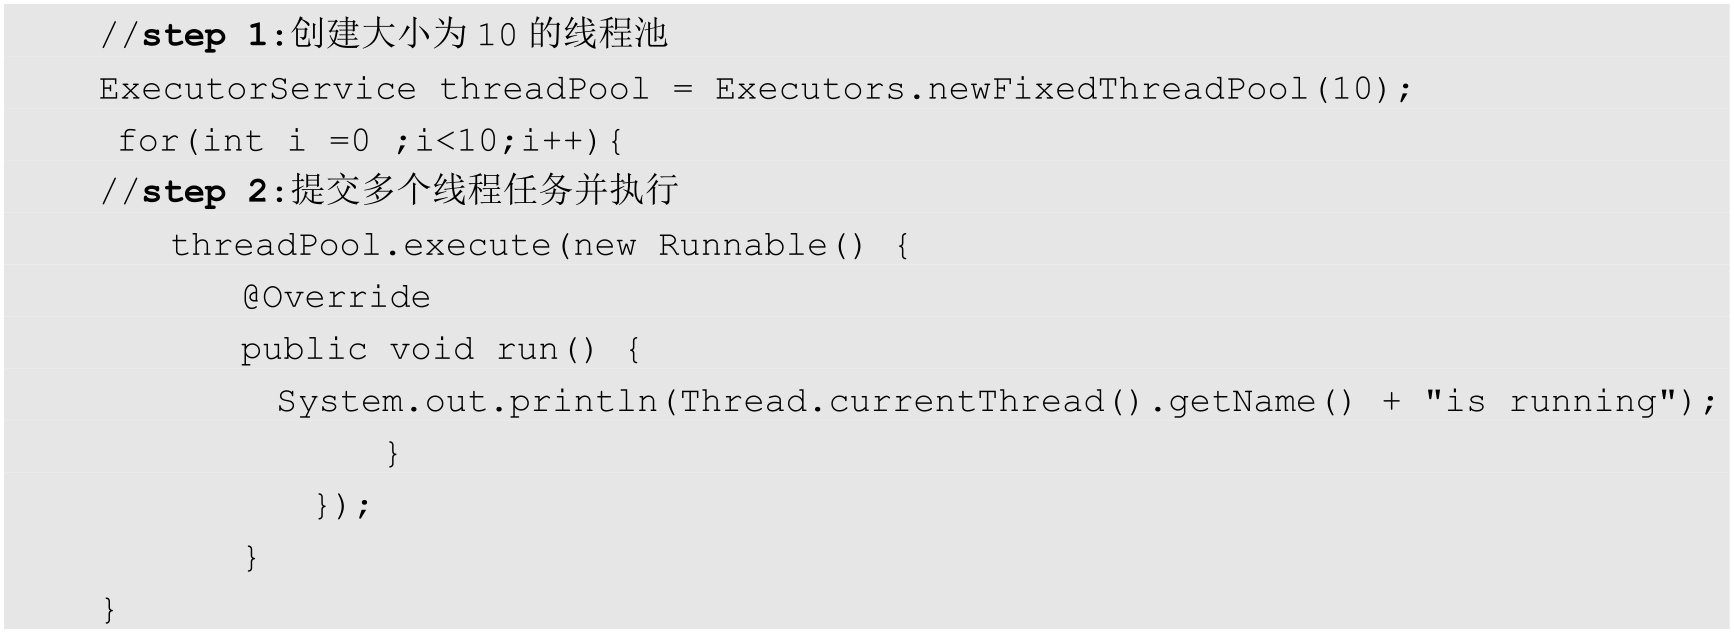 //step 1:创建大小为 10 的线程池
ExecutorService threadPool = Executors.newFixedThreadPool(10);
for(int i =0 ;i<10;i++){
//step 2:提交多个线程任务并执行
threadPool.execute(new Runnable() {
@Override
public void run() {
System.out.println(Thread.currentThread().getName() + "is running");
}
});
}
}